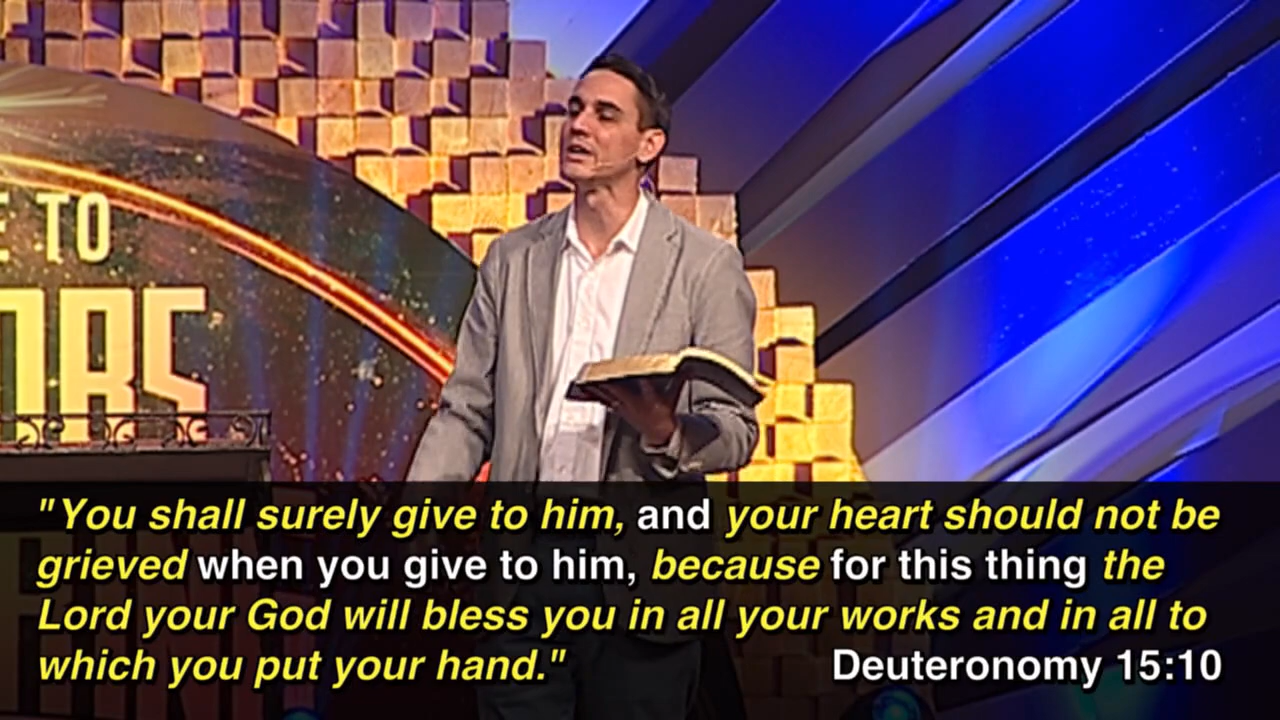 E TO
ORS
"You shall surely give to him, and your heart should not be
grieved when you give to him, because for this thing the
Lord your God will bless you in all your works and in all to
which you put your hand."
Deuteronomy 15:10